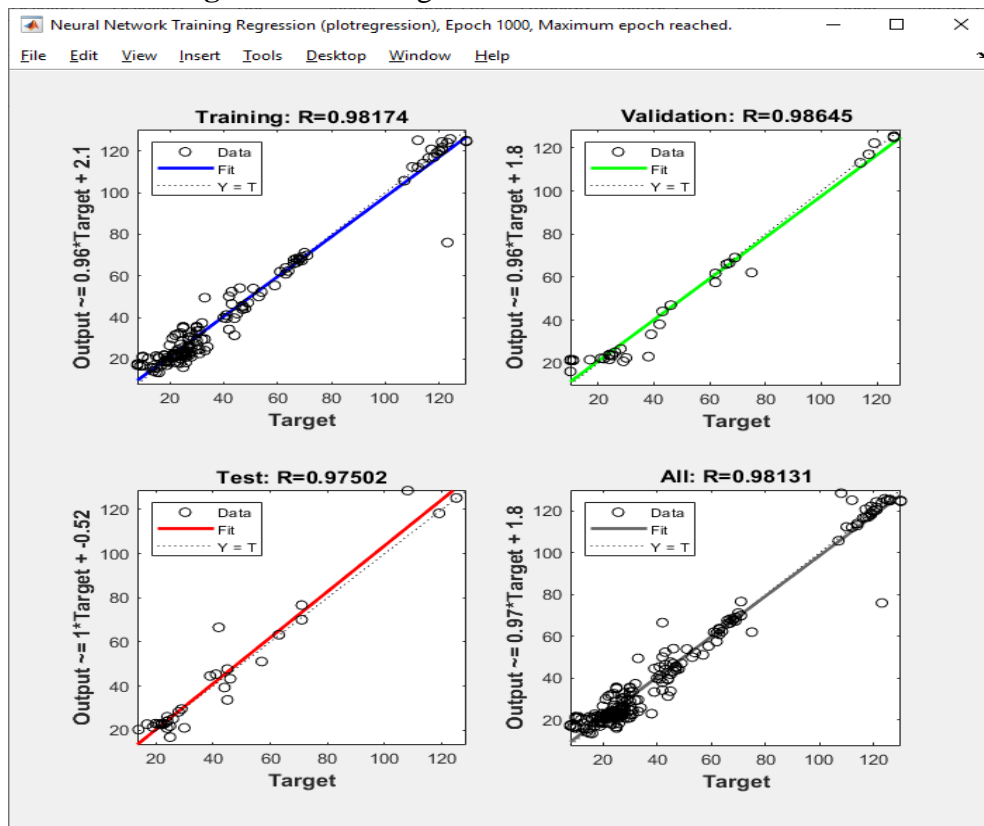 Neural Network Training Regression (plotregression), Epoch 1000, Maximum epoch reached.
File Edit View Insert Tools Desktop Window Help
Training: R=0.98174
Output ~= 0.96*Target + 2.1
Data
Fit
Y = T
120
100
80
60
40
20
20 40 60 80 100 120
Target
Validation: R=0.98645
Output ~= 0.96*Target + 1.8
Data
Fit
Y = T
120
100
80
60
40
20
20 40 60 80 100 120
Target
Test: R=0.97502
Output ~= 1*Target + -0.52
Data
Fit
Y = T
120
100
80
60
40
20
20 40 60 80 100 120
Target
All: R=0.98131
Output ~= 0.97*Target + 1.8
Data
Fit
Y = T
120
100
80
60
40
20
20 40 60 80 100 120
Target